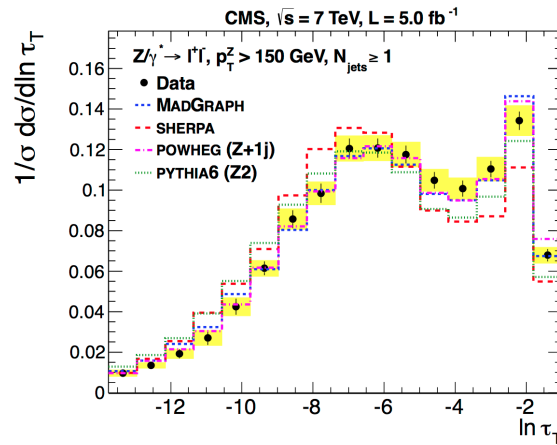 CMS, √s = 7 TeV, L = 5.0 fb⁻¹
Z/γ*→ l⁺l⁻, p_T^Z > 150 GeV, N_jets ≥ 1
Data
MADGRAPH
SHERPA
POWHEG (Z+1j)
PYTHIA6 (Z2)
1/σ dσ/dln τ_T
0.16
0.14
0.12
0.1
0.08
0.06
0.04
0.02
0
-12 -10 -8 -6 -4 -2
ln τ_T